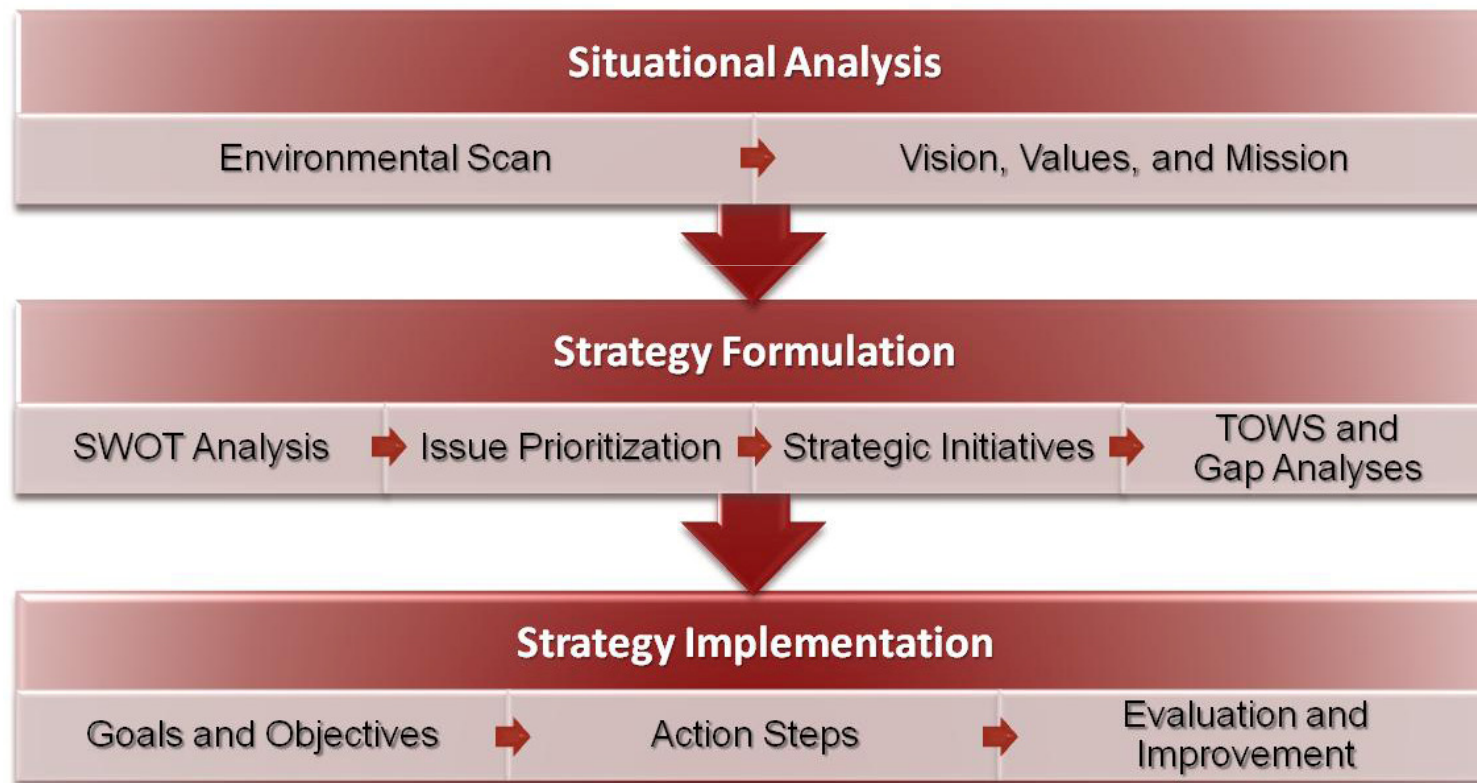 Situational Analysis
Environmental Scan
Vision, Values, and Mission
Strategy Formulation
SWOT Analysis
Issue Prioritization
Strategic Initiatives
TOWS and
Gap Analyses
Strategy Implementation
Goals and Objectives
Action Steps
Evaluation and
Improvement